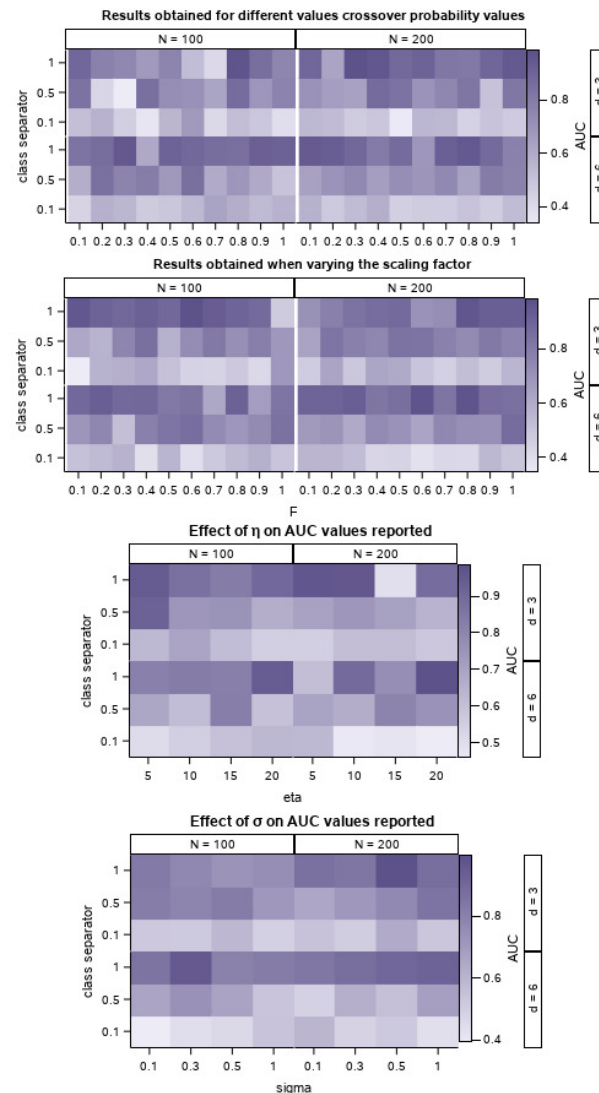 Results obtained for different values crossover probability values
N = 100 N = 200
1
0.5
0.1
1
0.5
0.1
class separator
0.1 0.2 0.3 0.4 0.5 0.6 0.7 0.8 0.9 1 0.1 0.2 0.3 0.4 0.5 0.6 0.7 0.8 0.9 1
0.8
0.6
0.4
AUC
d = 3
d = 6
Results obtained when varying the scaling factor
N = 100 N = 200
1
0.5
0.1
1
0.5
0.1
class separator
0.1 0.2 0.3 0.4 0.5 0.6 0.7 0.8 0.9 1 0.1 0.2 0.3 0.4 0.5 0.6 0.7 0.8 0.9 1
F
0.8
0.6
0.4
AUC
d = 3
d = 6
Effect of η on AUC values reported
N = 100 N = 200
1
0.5
0.1
1
0.5
0.1
class separator
5 10 15 20 5 10 15 20
eta
0.9
0.8
0.7
0.6
0.5
AUC
d = 3
d = 6
Effect of σ on AUC values reported
N = 100 N = 200
1
0.5
0.1
1
0.5
0.1
class separator
0.1 0.3 0.5 1 0.1 0.3 0.5 1
sigma
0.8
0.6
0.4
AUC
d = 3
d = 6